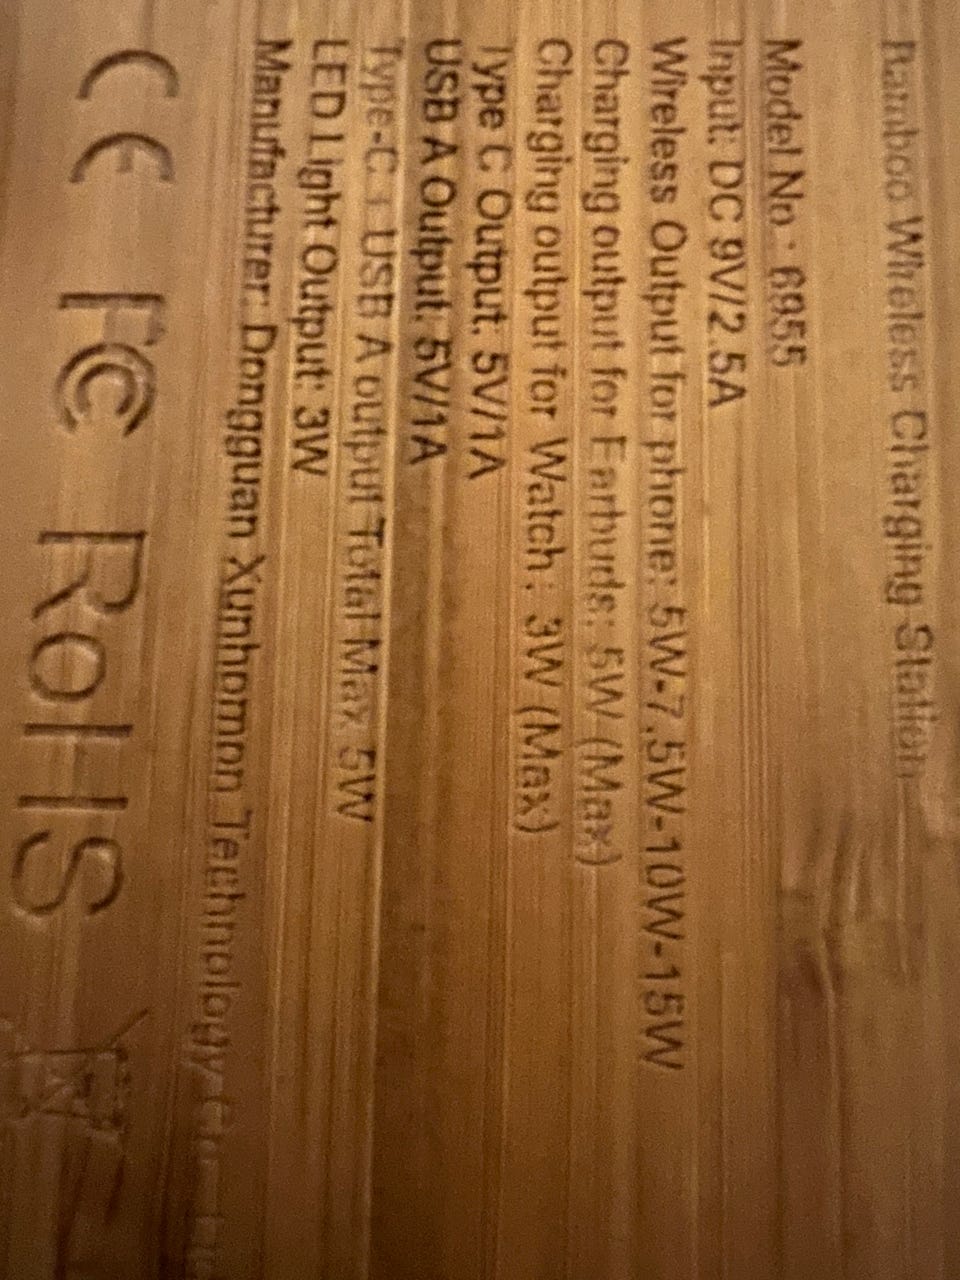 Bamboo Wireless Charging Station
Model No.: 6955
Input: DC 9V/2.5A
Wireless Output for phone: 5W-7.5W-10W-15W
Charging output for Earbuds: 5W (Max)
Charging output for Watch : 3W (Max)
Type C Output: 5V/1A
USB A Output: 5V/1A
Type-C + USB A output Total Max 5W
LED Light Output: 3W
Manufacturer: Dongguan Xunhomon Technology Co.
CE FC RoHS